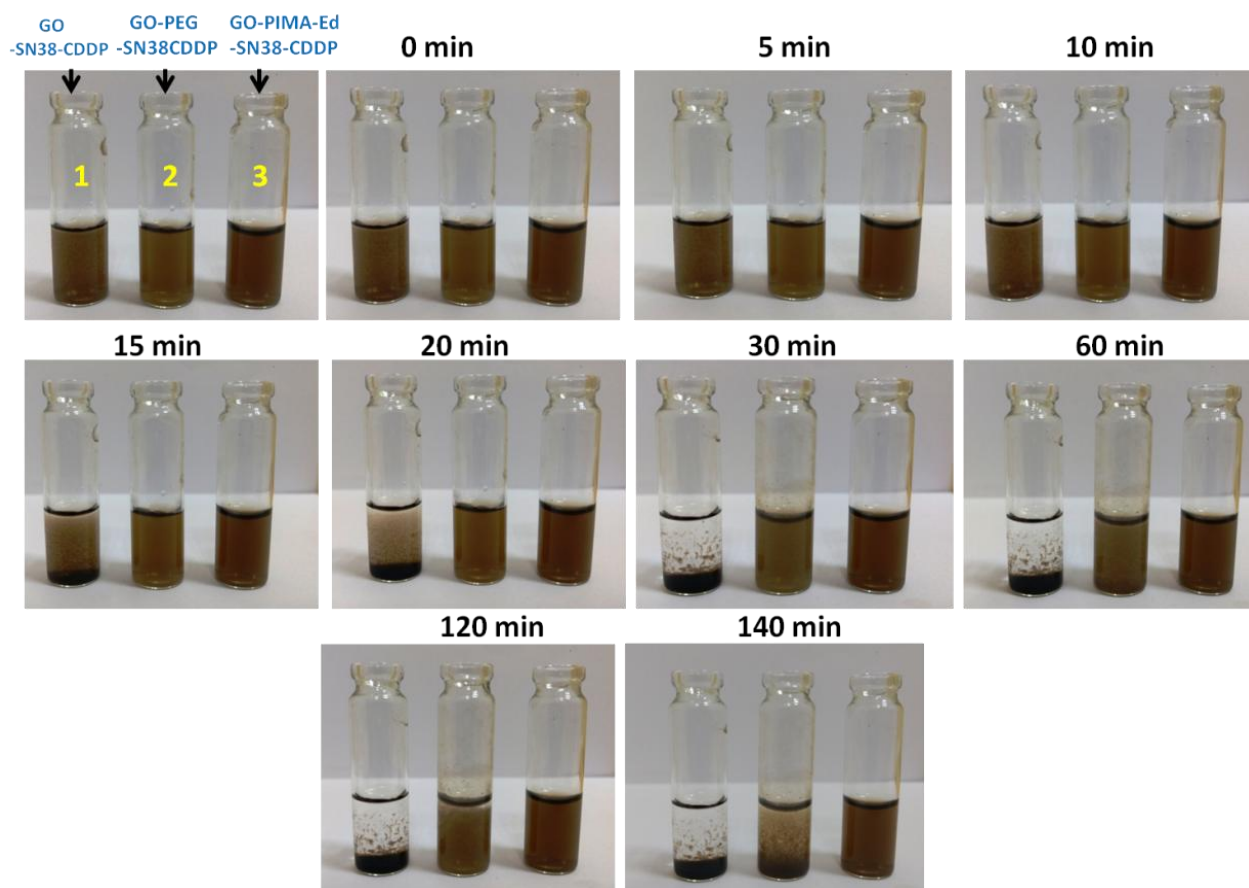 GO
-SN38-CDDP
GO-PEG
-SN38CDDP
GO-PIMA-Ed
-SN38-CDDP
0 min
5 min
10 min
1
2
3
15 min
20 min
30 min
60 min
120 min
140 min